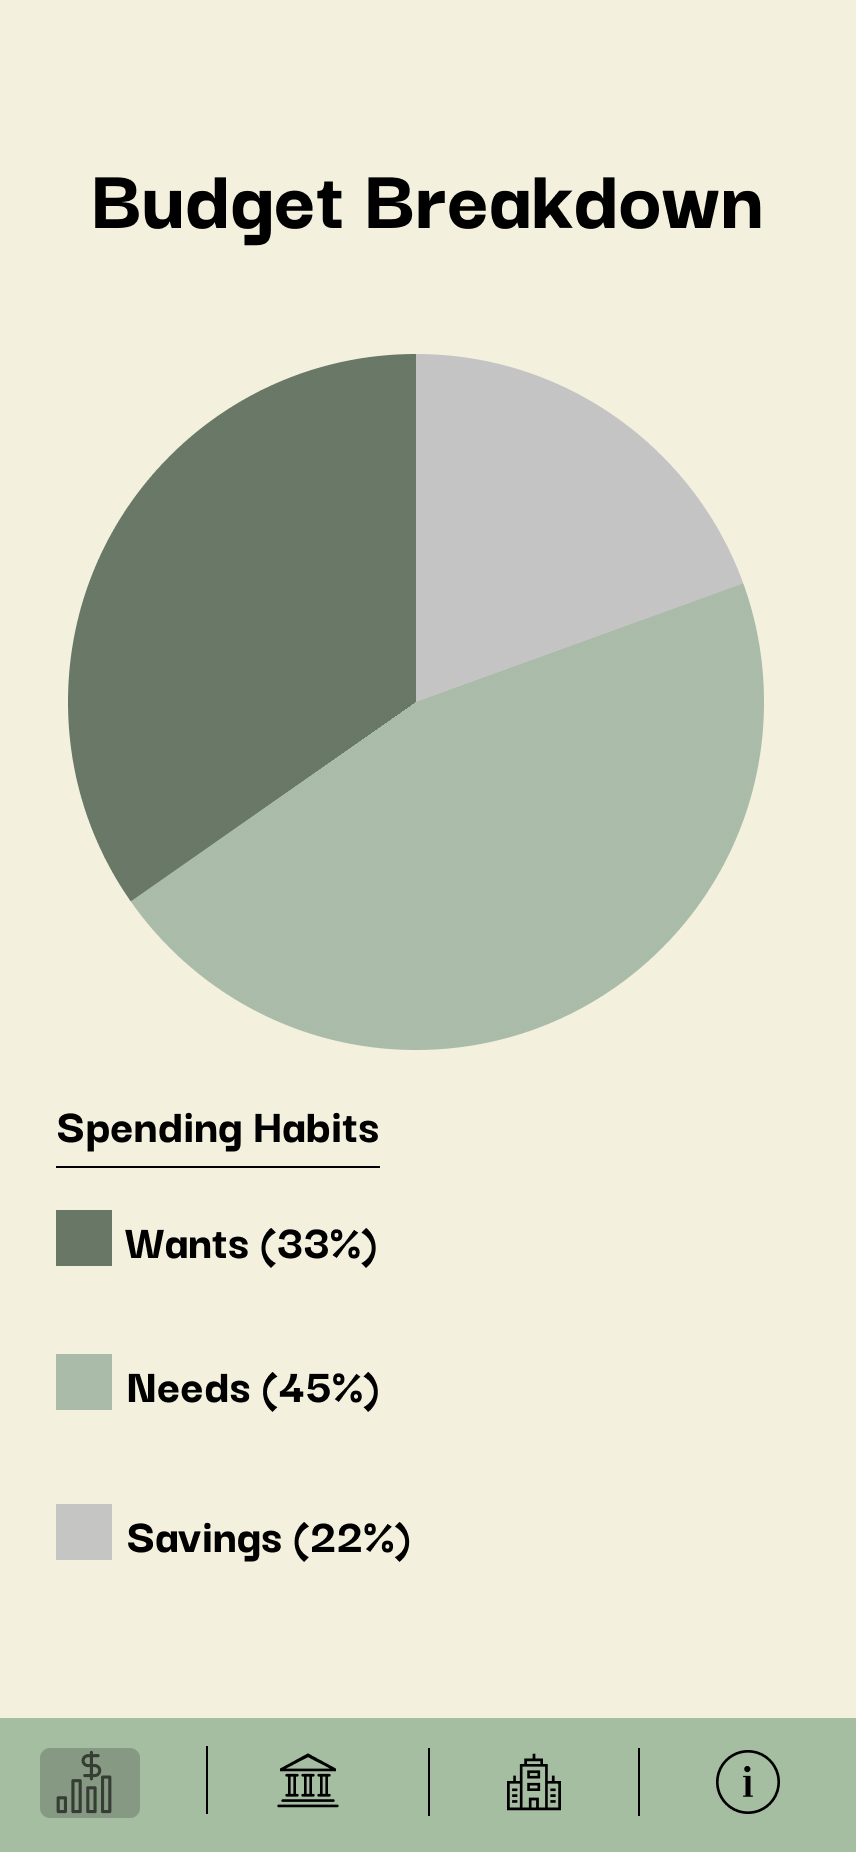 Budget Breakdown
Spending Habits
Wants (33%)
Needs (45%)
Savings (22%)
$
i